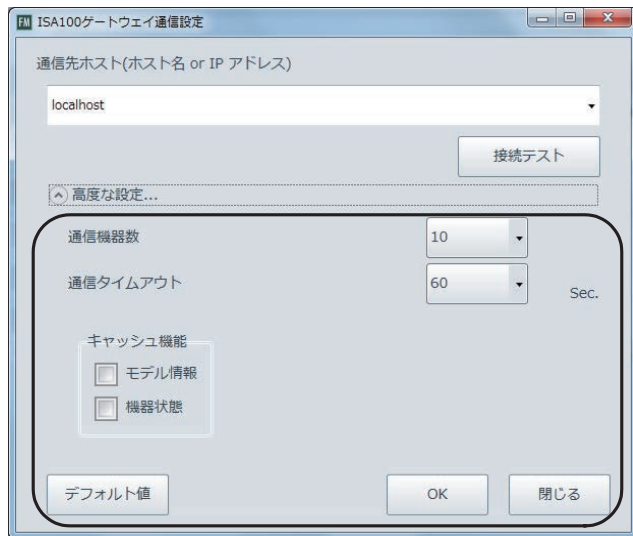 FM ISA100ゲートウェイ通信設定
通信先ホスト(ホスト名 or IP アドレス)
localhost
接続テスト
高度な設定...
通信機器数 10
通信タイムアウト 60 Sec.
キャッシュ機能
モデル情報
機器状態
デフォルト値 OK 閉じる